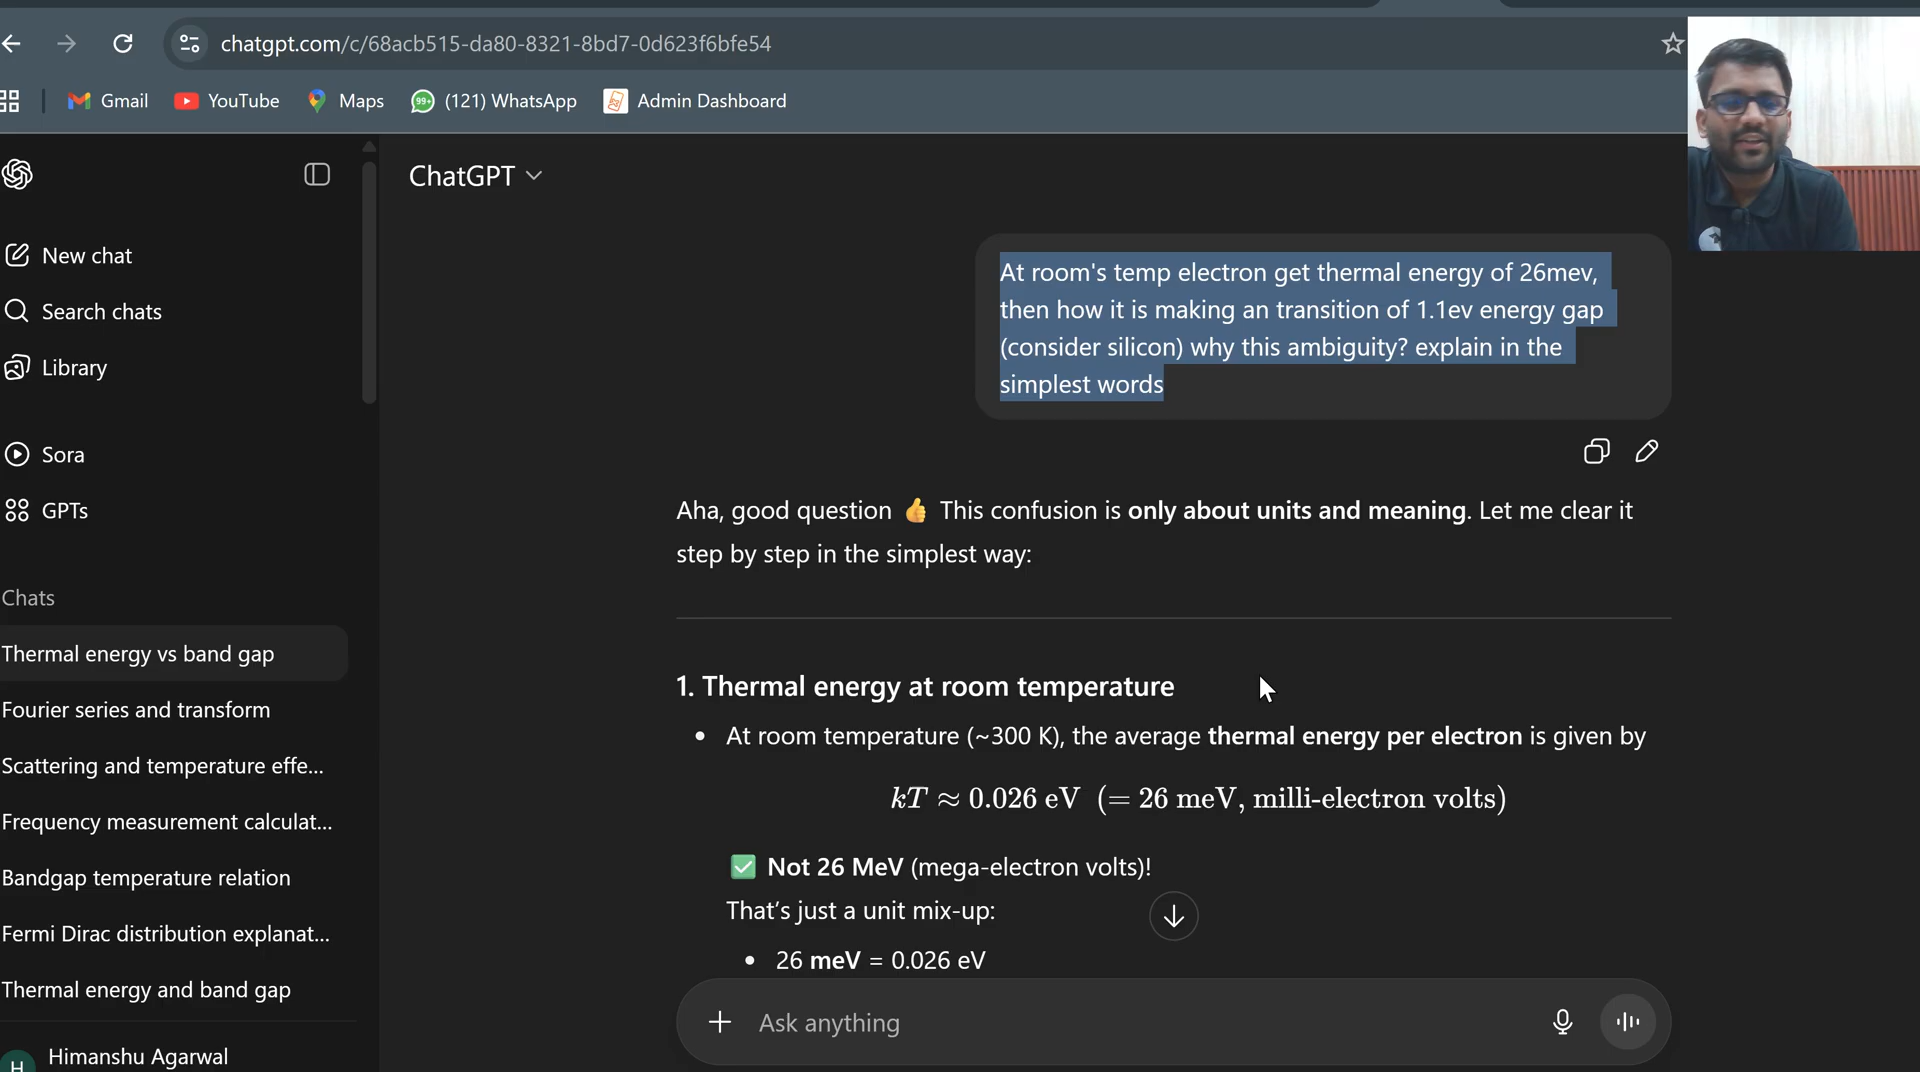 chatgpt.com/c/68acb515-da80-8321-8bd7-0d623f6bfe54
Gmail
YouTube
Maps
99+
(121) WhatsApp
Admin Dashboard
ChatGPT
New chat
Search chats
Library
Sora
GPTs
Chats
Thermal energy vs band gap
Fourier series and transform
Scattering and temperature effe...
Frequency measurement calculat...
Bandgap temperature relation
Fermi Dirac distribution explanat...
Thermal energy and band gap
H
Himanshu Agarwal
At room's temp electron get thermal energy of 26mev,
then how it is making an transition of 1.1ev energy gap
(consider silicon) why this ambiguity? explain in the
simplest words
Aha, good question 👍 This confusion is only about units and meaning. Let me clear it
step by step in the simplest way:
1. Thermal energy at room temperature
• At room temperature (~300 K), the average thermal energy per electron is given by
kT ≈ 0.026 eV (= 26 meV, milli-electron volts)
✅ Not 26 MeV (mega-electron volts)!
That’s just a unit mix-up:
• 26 meV = 0.026 eV
Ask anything